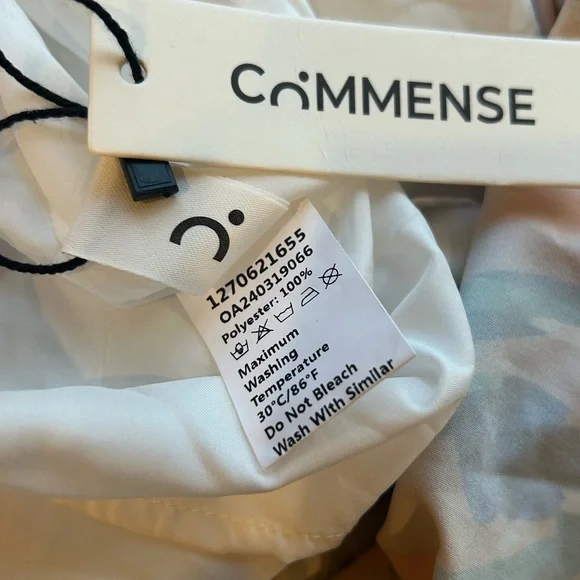 COMMENSE
1270621655
OA240319066
Polyester: 100%
Maximum
Washing
Temperature
30°C/86°F
Do Not Bleach
Wash With Similar